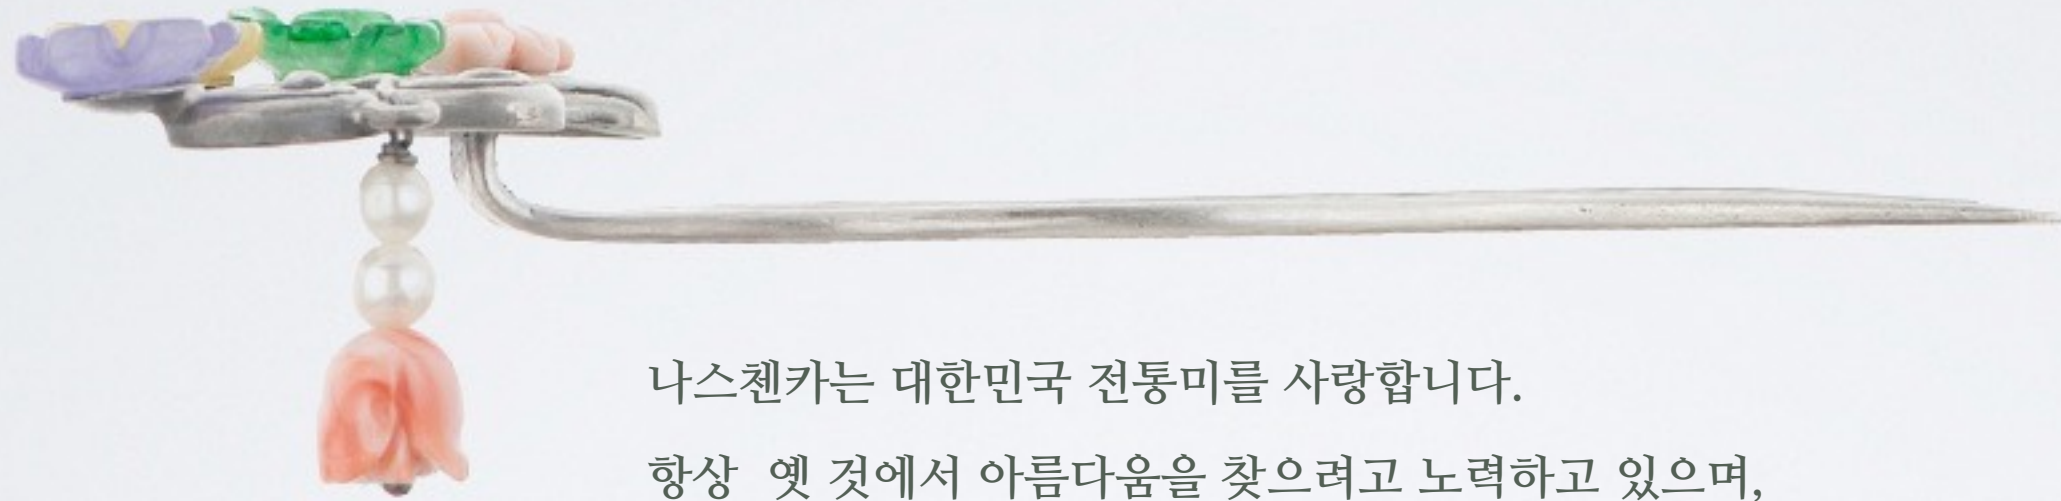 나스첸카는 대한민국 전통미를 사랑합니다.
항상 옛 것에서 아름다움을 찾으려고 노력하고 있으며,